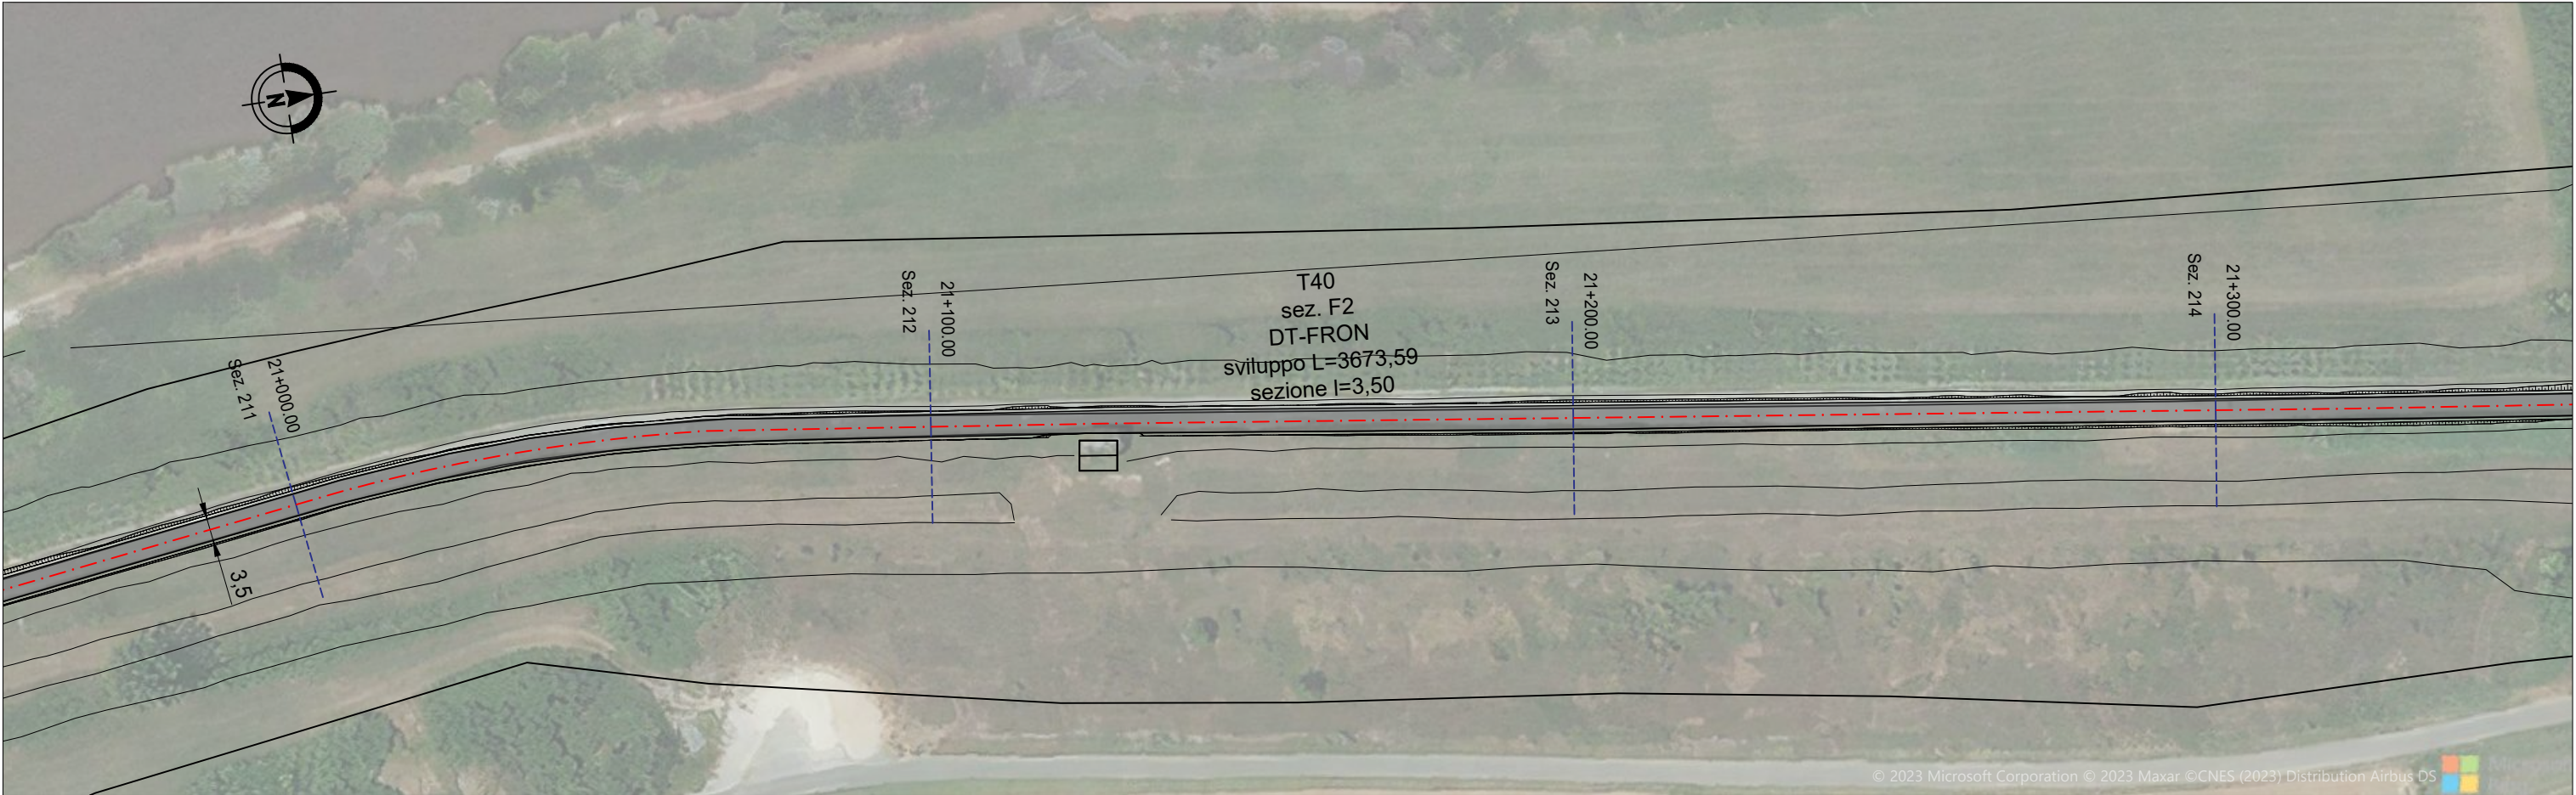 N
T40
sez. F2
DT-FRON
sviluppo L=3673,59
sezione l=3,50
Sez. 211
21+000.00
Sez. 212
21+100.00
Sez. 213
21+200.00
Sez. 214
21+300.00
3,5
© 2023 Microsoft Corporation © 2023 Maxar ©CNES (2023) Distribution Airbus DS